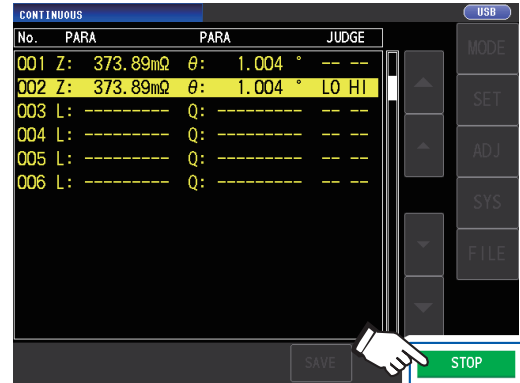 CONTINUOUS USB
No. PARA PARA JUDGE
001 Z: 373.89mΩ θ: 1.004 ° -- --
002 Z: 373.89mΩ θ: 1.004 ° LO HI
003 L: --------- Q: --------- -- --
004 L: --------- Q: --------- -- --
005 L: --------- Q: --------- -- --
006 L: --------- Q: --------- -- --
MODE
SET
ADJ
SYS
FILE
SAVE
STOP